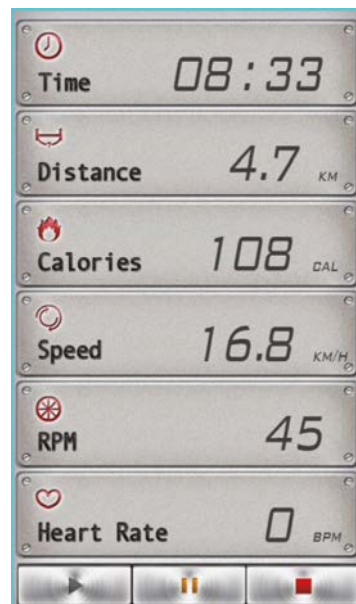 Time 08:33
Distance 4.7 KM
Calories 108 CAL
Speed 16.8 KM/H
RPM 45
Heart Rate 0 BPM